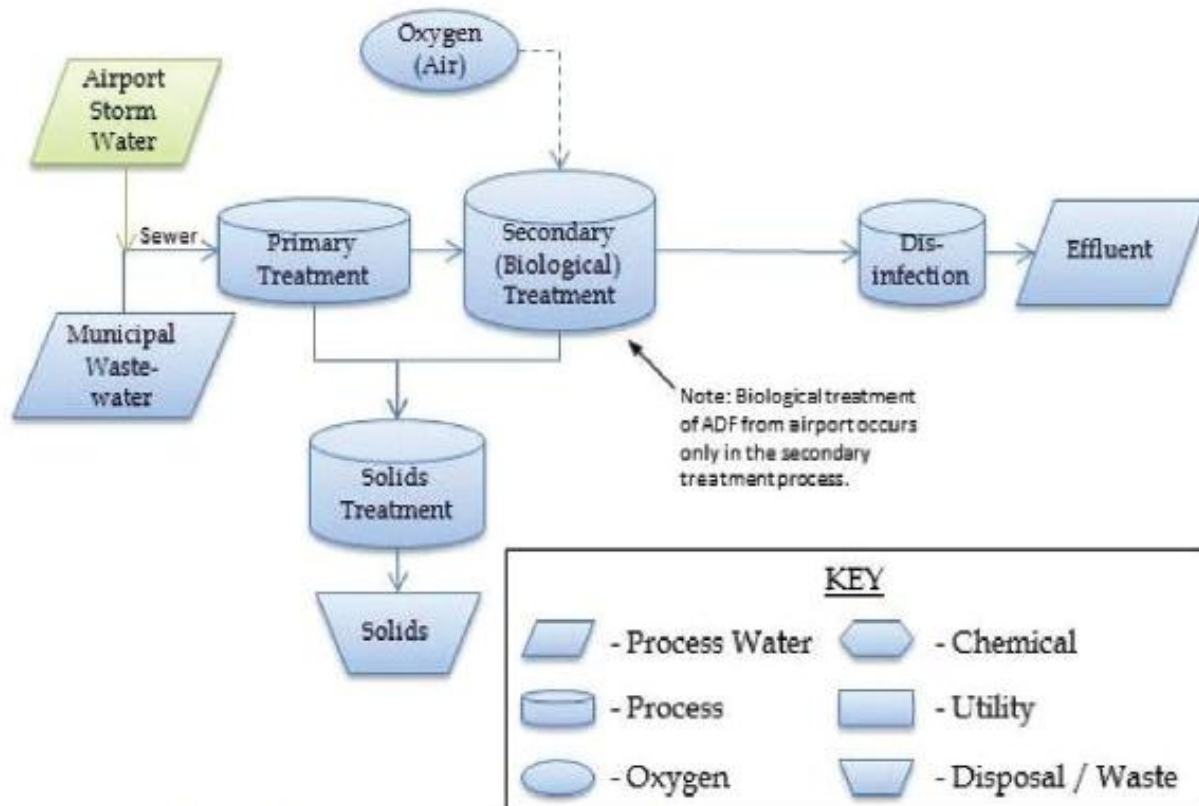 Oxygen
(Air)
Airport
Storm
Water
Sewer
Primary
Treatment
Secondary
(Biological)
Treatment
Dis-
infection
Effluent
Municipal
Waste-
water
Note: Biological treatment
of ADF from airport occurs
only in the secondary
treatment process.
Solids
Treatment
Solids
KEY
- Process Water
- Chemical
- Process
- Utility
- Oxygen
- Disposal / Waste